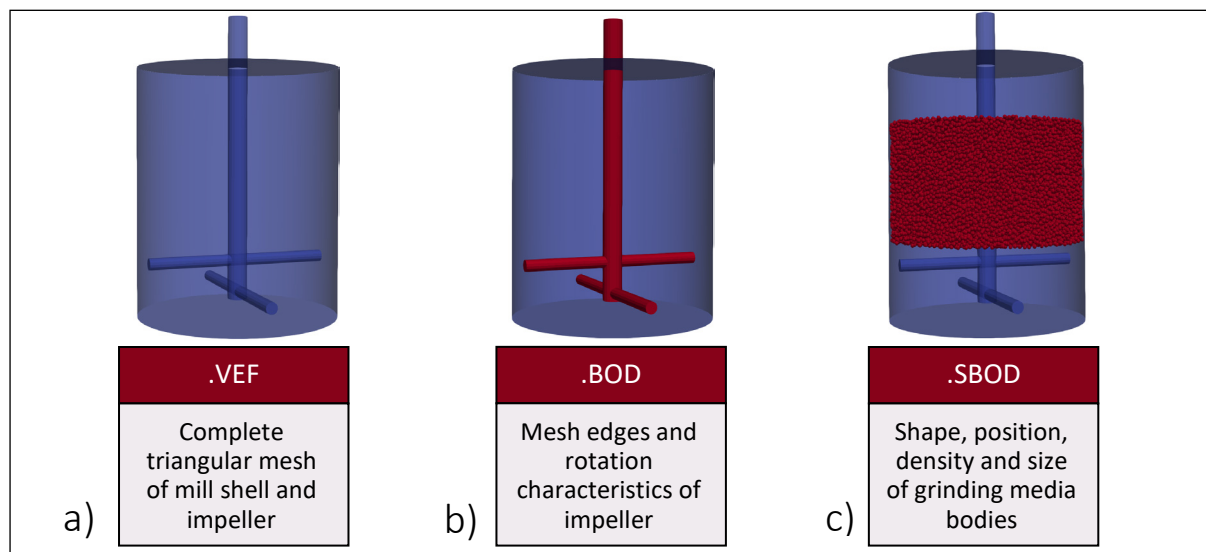 .VEF
Complete
triangular mesh
of mill shell and
impeller
a)
.BOD
Mesh edges and
rotation
characteristics of
impeller
b)
.SBOD
Shape, position,
density and size
of grinding media
bodies
c)